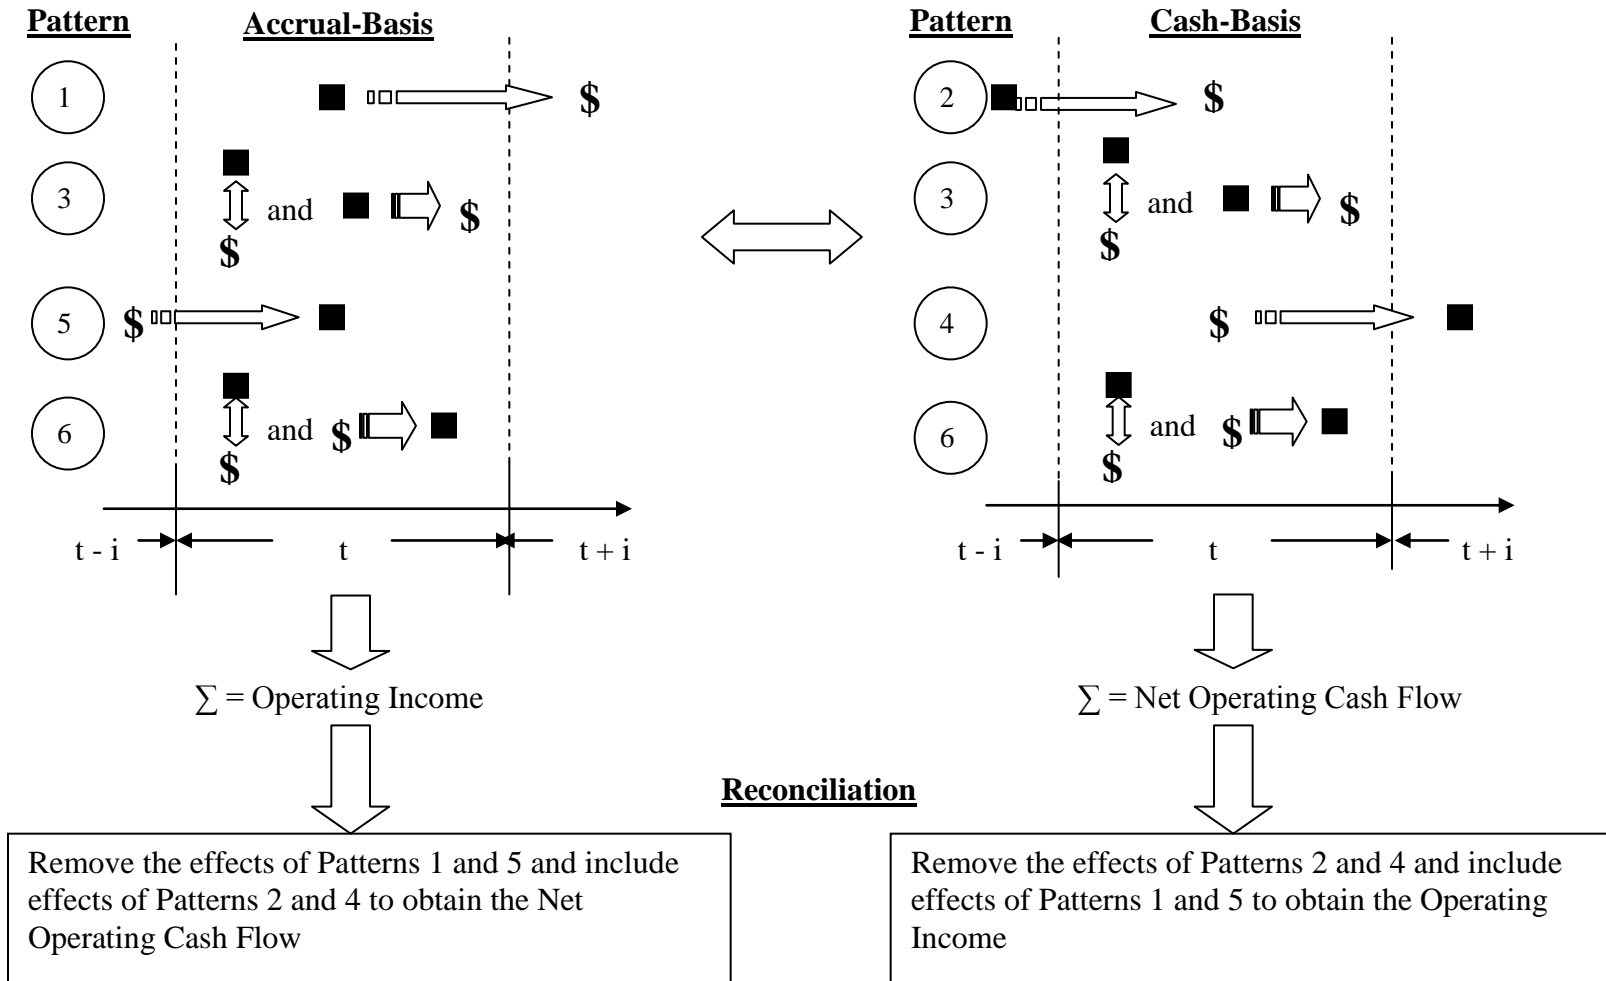 Pattern Accrual-Basis
1 $
3 and $
$
5 $
6 and $
$
t - i t t + i
∑ = Operating Income
Pattern Cash-Basis
2 $
3 and $
$
4 $
6 and $
$
t - i t t + i
∑ = Net Operating Cash Flow
Reconciliation
Remove the effects of Patterns 1 and 5 and include
effects of Patterns 2 and 4 to obtain the Net
Operating Cash Flow
Remove the effects of Patterns 2 and 4 and include
effects of Patterns 1 and 5 to obtain the Operating
Income